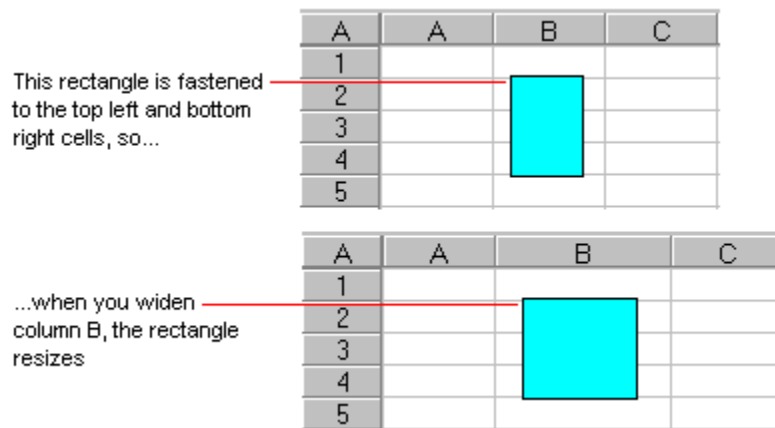 A A B C
1
This rectangle is fastened
to the top left and bottom
right cells, so...
2
3
4
5
A A B C
1
...when you widen
column B, the rectangle
resizes
2
3
4
5